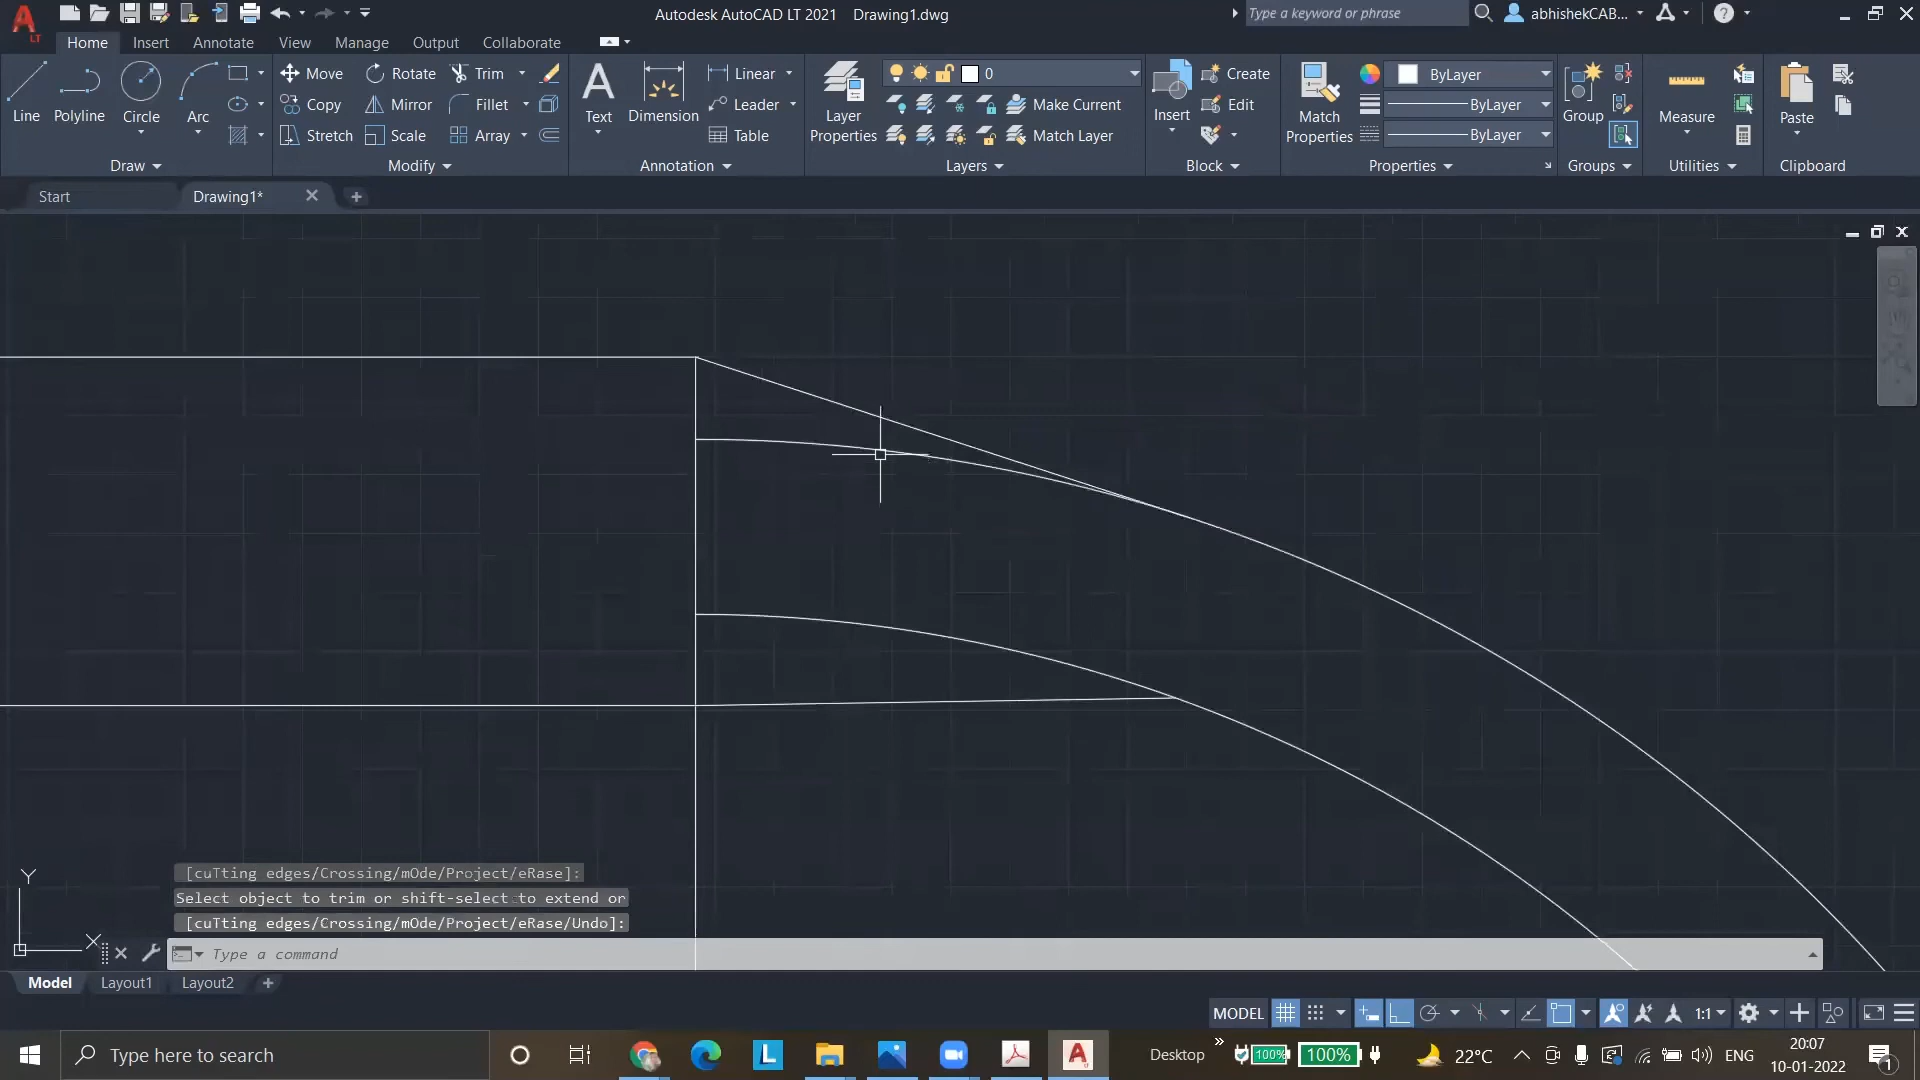 Autodesk AutoCAD LT 2021 Drawing1.dwg
Type a keyword or phrase
abhishekCAB...
LT
Home Insert Annotate View Manage Output Collaborate
Line Polyline Circle Arc
Move Rotate Trim
Copy Mirror Fillet
Stretch Scale Array
Text Dimension
Linear
Leader
Table
Layer Properties
0
Make Current
Match Layer
Insert
Create
Edit
Match Properties
ByLayer
ByLayer
ByLayer
Group
Measure
Paste
Draw Modify Annotation Layers Block Properties Groups Utilities Clipboard
Start Drawing1*
[cuTting edges/Crossing/mOde/Project/eRase]:
Select object to trim or shift-select to extend or
[cuTting edges/Crossing/mOde/Project/eRase/Undo]:
Y
X
Type a command
Model Layout1 Layout2
MODEL 1:1
Type here to search
Desktop 100% 100% 22°C ENG
20:07
10-01-2022
1